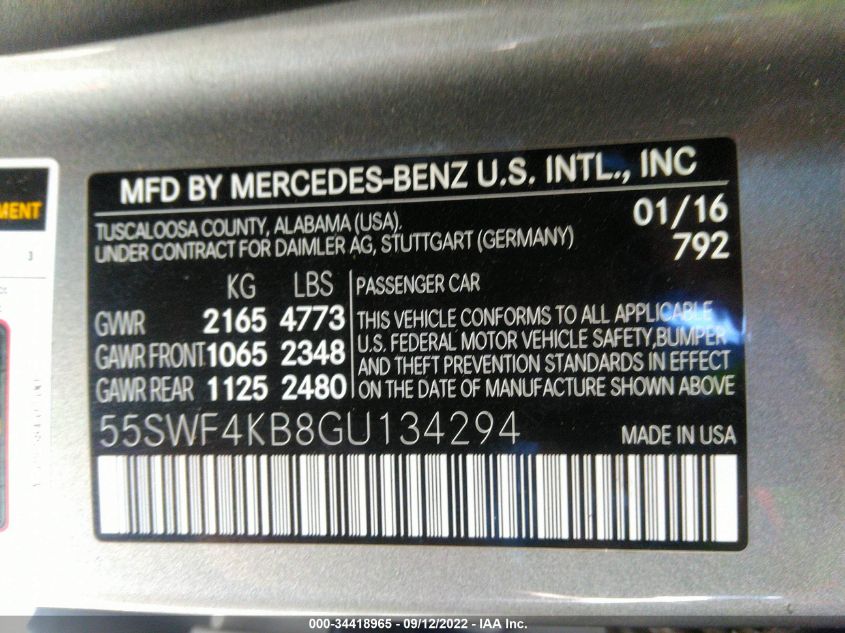 MENT
3
MFD BY MERCEDES-BENZ U.S. INTL., INC
TUSCALOOSA COUNTY, ALABAMA (USA). 01/16
UNDER CONTRACT FOR DAIMLER AG, STUTTGART (GERMANY) 792
KG LBS PASSENGER CAR
GVWR 2165 4773 THIS VEHICLE CONFORMS TO ALL APPLICABLE
U.S. FEDERAL MOTOR VEHICLE SAFETY,BUMPER
GAWR FRONT 1065 2348 AND THEFT PREVENTION STANDARDS IN EFFECT
GAWR REAR 1125 2480 ON THE DATE OF MANUFACTURE SHOWN ABOVE
55SWF4KB8GU134294 MADE IN USA
000-34418965 - 09/12/2022 - IAA Inc.